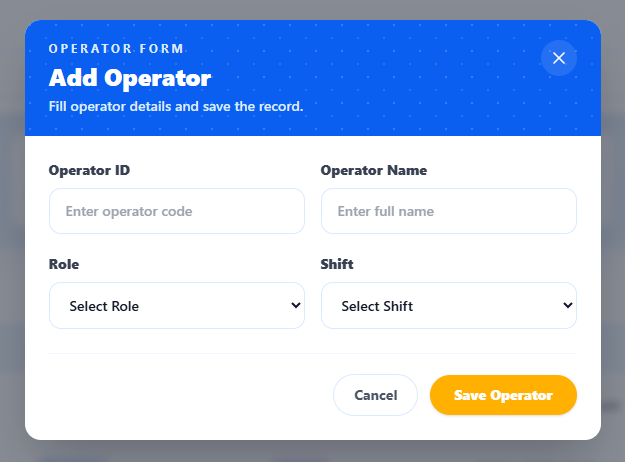 OPERATOR FORM
Add Operator
Fill operator details and save the record.
Operator ID
Operator Name
Enter operator code
Enter full name
Role
Shift
Select Role
Select Shift
Cancel
Save Operator